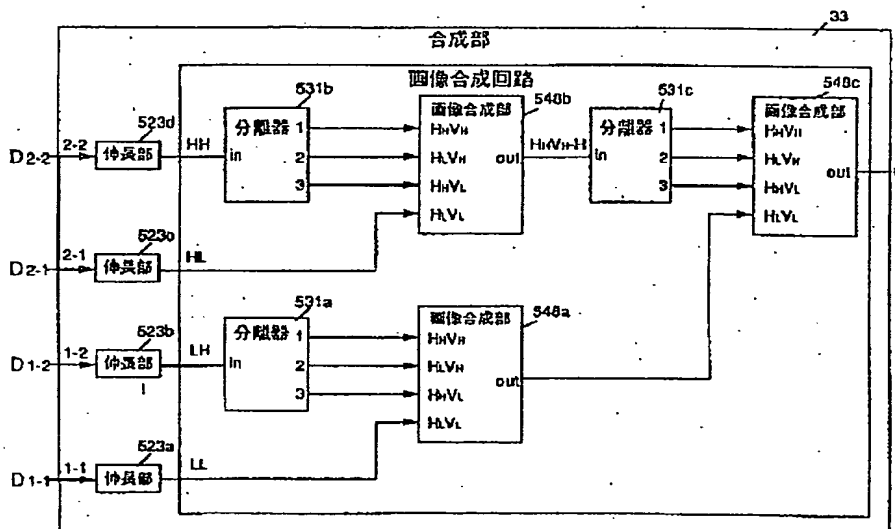 33
合成部
画像合成回路
523d
531b
548b
531c
548c
D2-2
2-2
伸長部
HH
分離器
in
1
2
3
画像合成部
HHVH
HLVH
HHVL
HLVL
out
HHVH-H
分離器
in
1
2
3
画像合成部
HHVH
HLVH
HHVL
HLVL
out
523c
D2-1
2-1
伸長部
HL
523b
531a
548a
D1-2
1-2
伸長部
LH
分離器
in
1
2
3
画像合成部
HHVH
HLVH
HHVL
HLVL
out
523a
D1-1
1-1
伸長部
LL